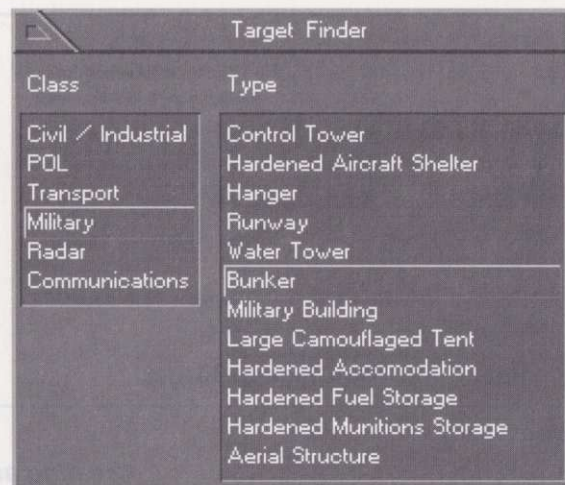 Target Finder
Class
Type
Civil / Industrial
POL
Transport
Military
Radar
Communications
Control Tower
Hardened Aircraft Shelter
Hanger
Runway
Water Tower
Bunker
Military Building
Large Camouflaged Tent
Hardened Accomodation
Hardened Fuel Storage
Hardened Munitions Storage
Aerial Structure